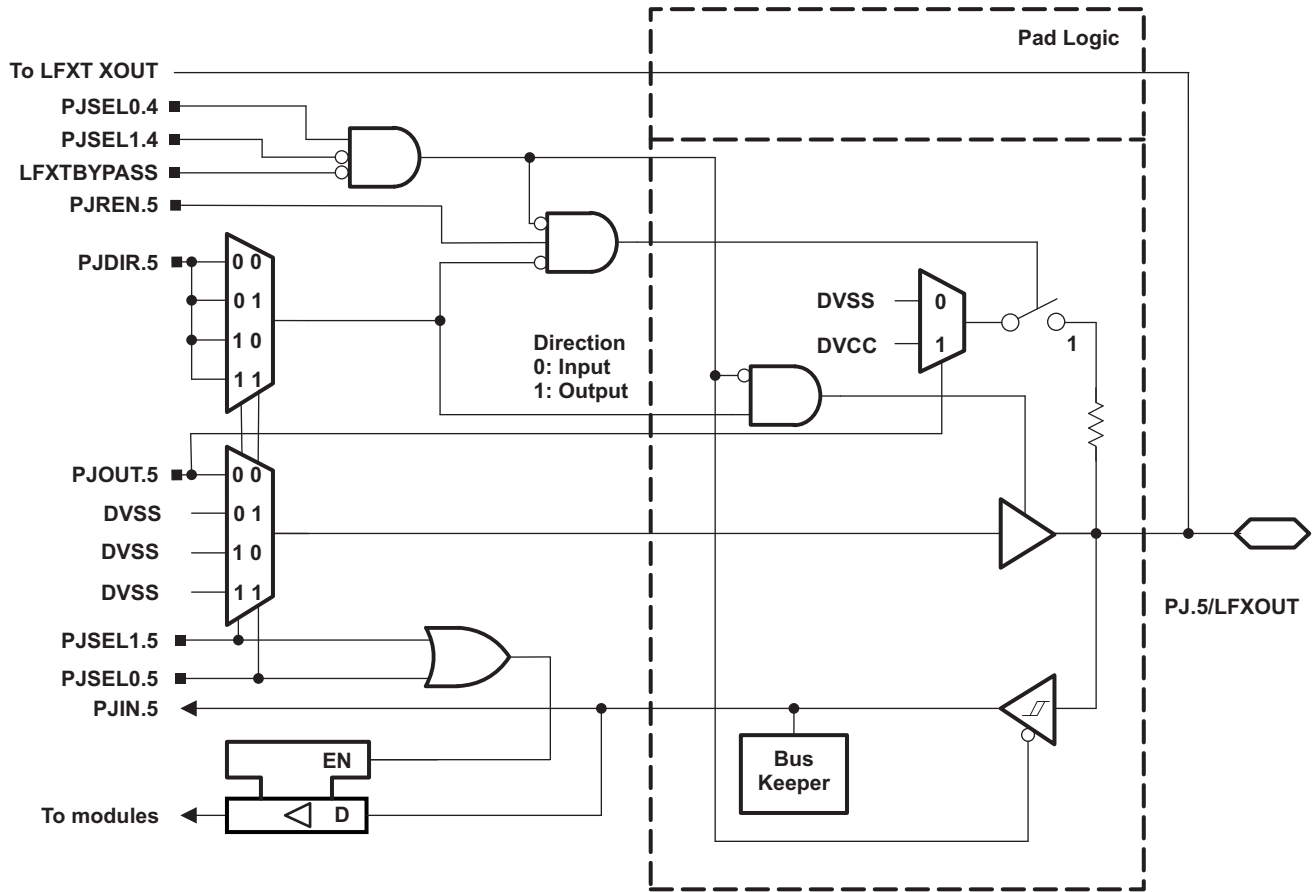 Pad Logic
To LFXT XOUT
PJSEL0.4
PJSEL1.4
LFXTBYPASS
PJREN.5
PJDIR.5
0 0
0 1
1 0
1 1
Direction
0: Input
1: Output
DVSS
0
DVCC
1
1
PJOUT.5
0 0
DVSS
0 1
DVSS
1 0
DVSS
1 1
PJ.5/LFXOUT
PJSEL1.5
PJSEL0.5
PJIN.5
Bus
Keeper
EN
To modules
D